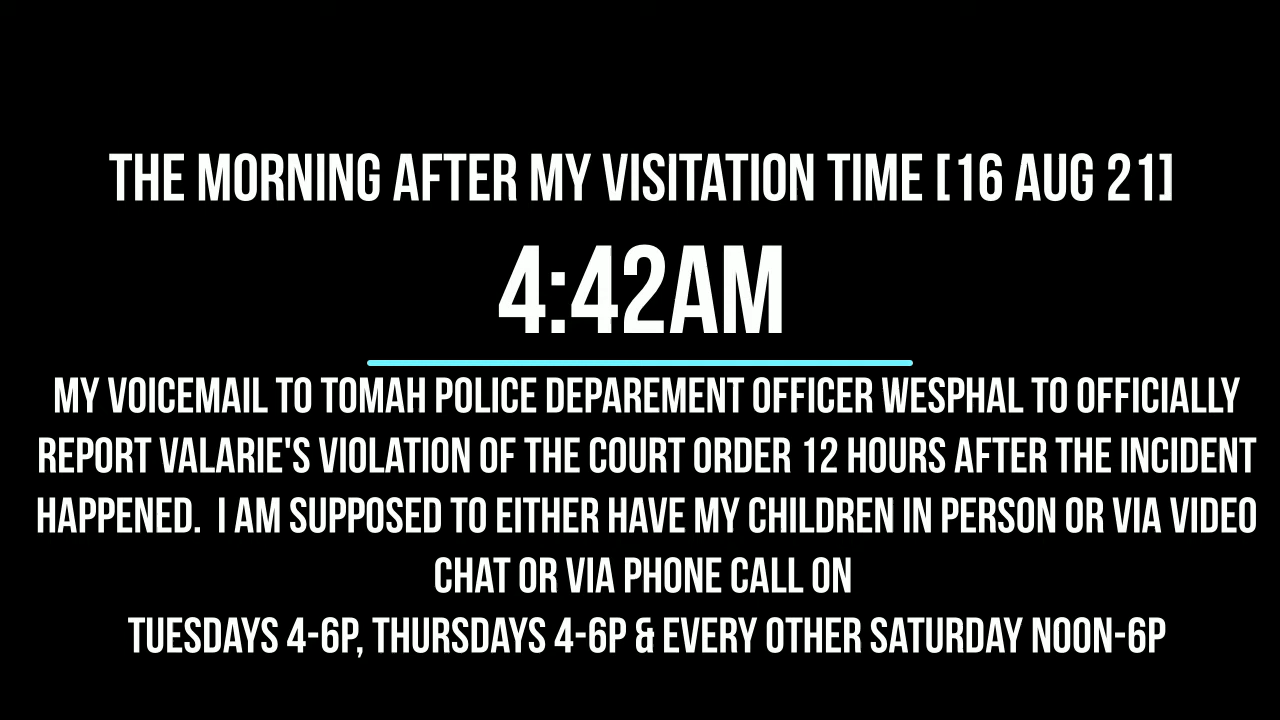 THE MORNING AFTER MY VISITATION TIME [16 AUG 21]
4:42AM
MY VOICEMAIL TO TOMAH POLICE DEPAREMENT OFFICER WESPHAL TO OFFICIALLY
REPORT VALARIE'S VIOLATION OF THE COURT ORDER 12 HOURS AFTER THE INCIDENT
HAPPENED.  I AM SUPPOSED TO EITHER HAVE MY CHILDREN IN PERSON OR VIA VIDEO
CHAT OR VIA PHONE CALL ON
TUESDAYS 4-6P, THURSDAYS 4-6P & EVERY OTHER SATURDAY NOON-6P